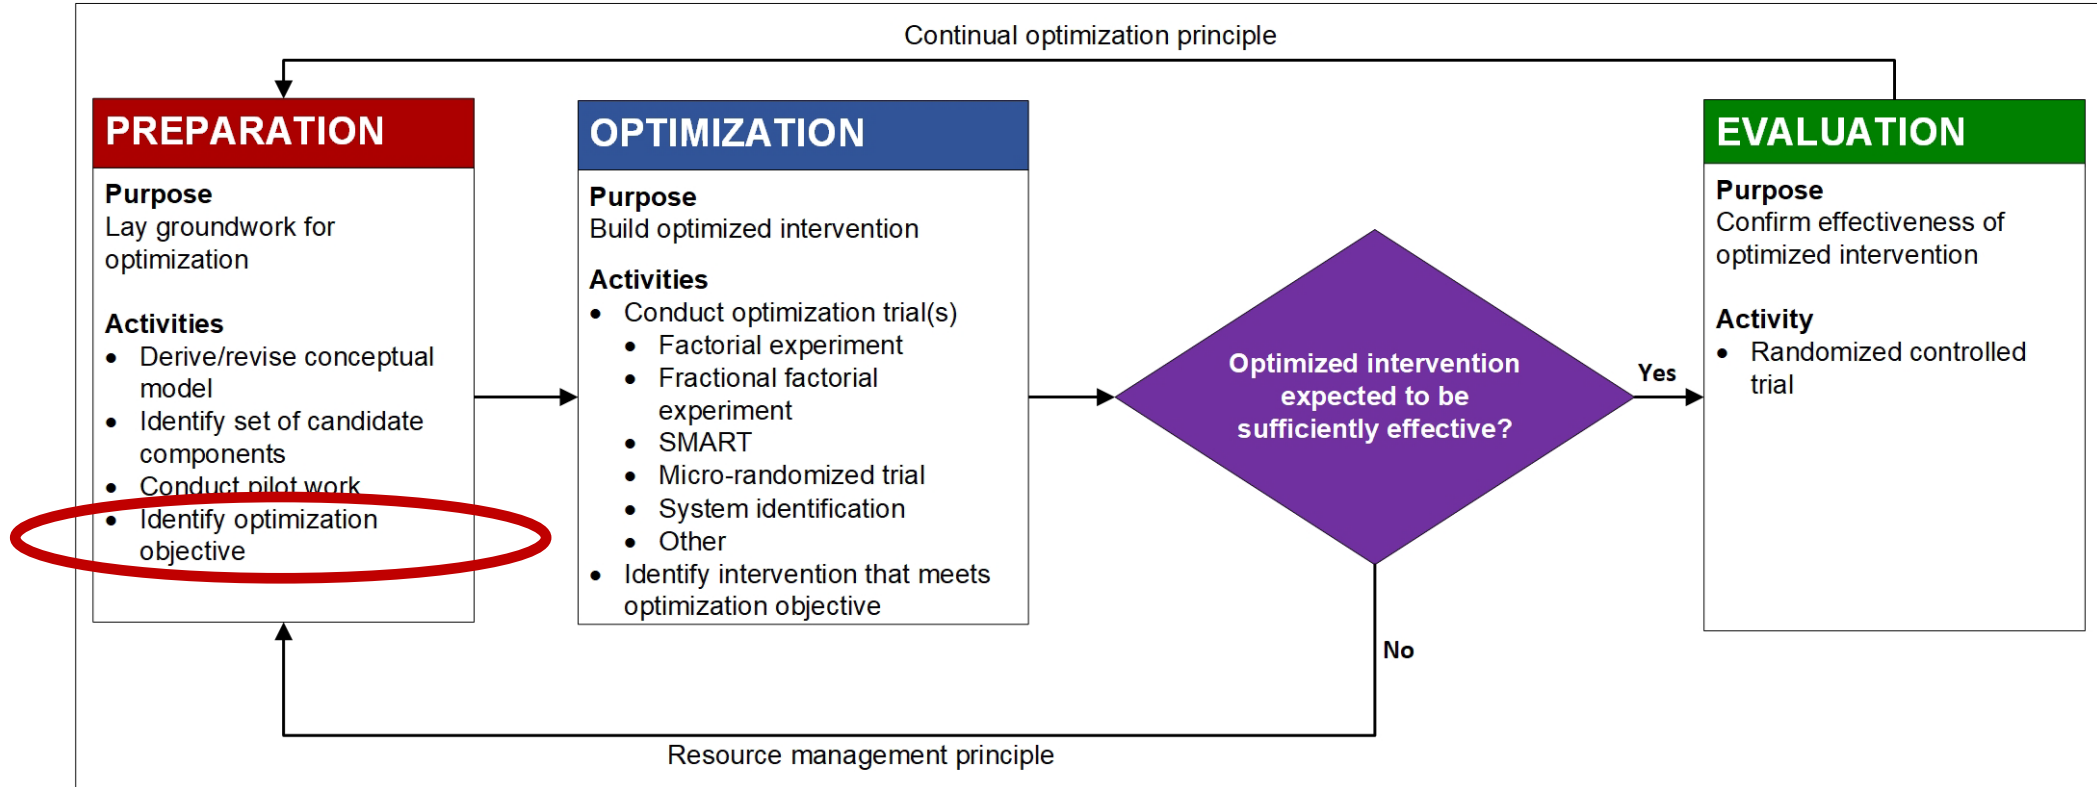 Continual optimization principle
PREPARATION
Purpose
Lay groundwork for
optimization
Activities
• Derive/revise conceptual
model
• Identify set of candidate
components
• Conduct pilot work
• Identify optimization
objective
OPTIMIZATION
Purpose
Build optimized intervention
Activities
• Conduct optimization trial(s)
• Factorial experiment
• Fractional factorial
experiment
• SMART
• Micro-randomized trial
• System identification
• Other
• Identify intervention that meets
optimization objective
Optimized intervention
expected to be
sufficiently effective?
Yes
No
EVALUATION
Purpose
Confirm effectiveness of
optimized intervention
Activity
• Randomized controlled
trial
Resource management principle